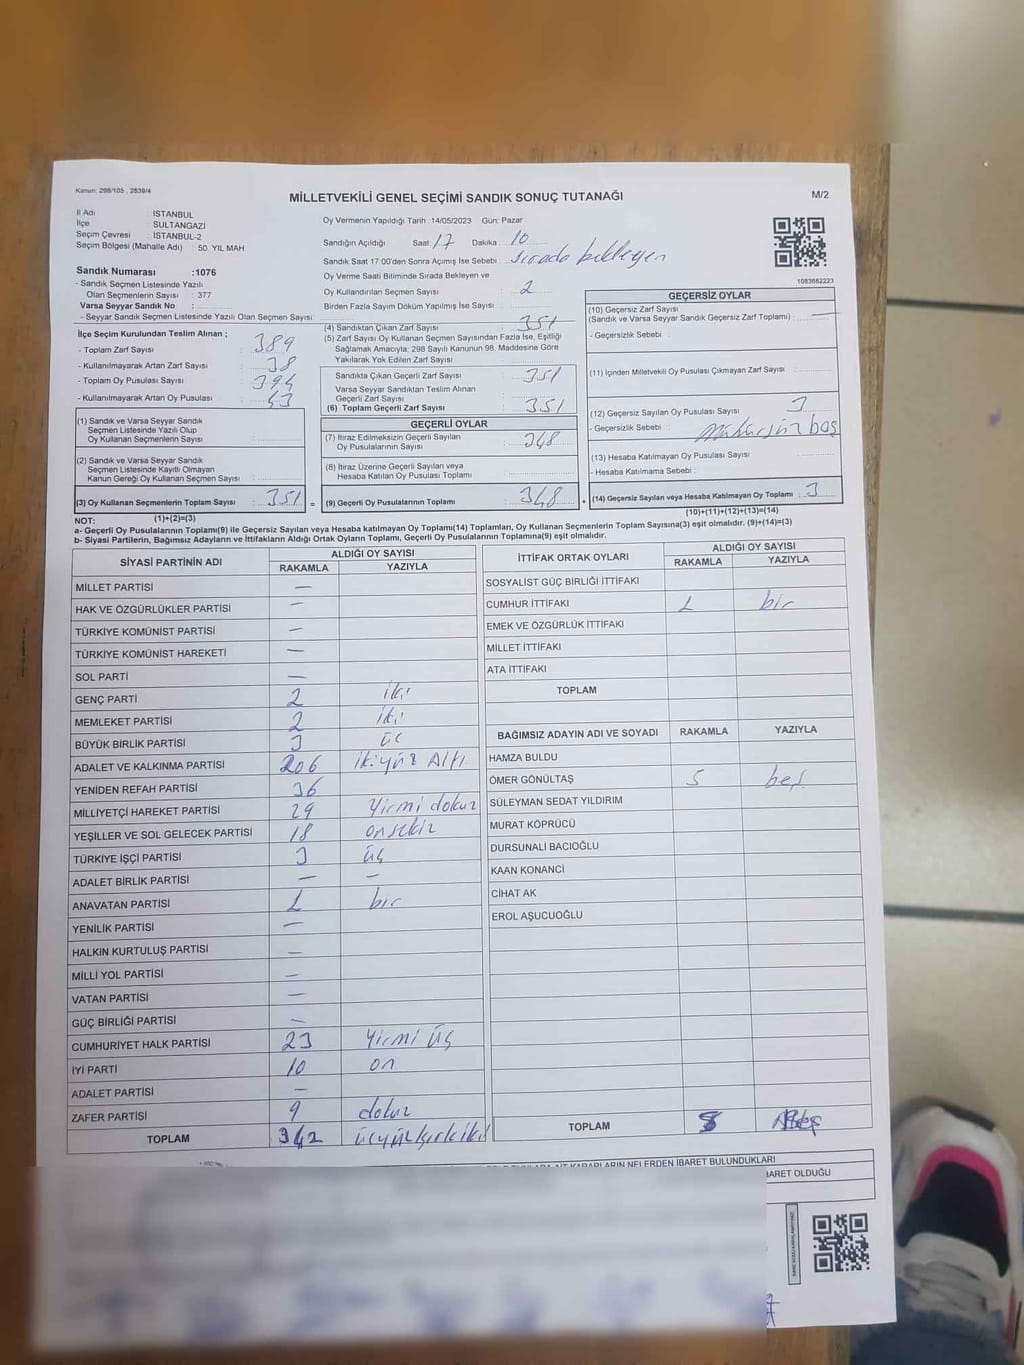 Kanun: 298/105 , 2839/4
MİLLETVEKİLİ GENEL SEÇİMİ SANDIK SONUÇ TUTANAĞI
M/2
İl Adı : İSTANBUL
İlçe : SULTANGAZİ
Seçim Çevresi : İSTANBUL-2
Seçim Bölgesi (Mahalle Adı) : 50. YIL MAH
Sandık Numarası :1076
- Sandık Seçmen Listesinde Yazılı
Olan Seçmenlerin Sayısı : 377
Varsa Seyyar Sandık No :
- Seyyar Sandık Seçmen Listesinde Yazılı Olan Seçmen Sayısı :
Oy Vermenin Yapıldığı Tarih : 14/05/2023 Gün: Pazar
Sandığın Açıldığı Saat: 17 Dakika : 10
Sandık Saat 17:00'den Sonra Açımış İse Sebebi : Sırada bekleyen
Oy Verme Saati Bitiminde Sırada Bekleyen ve
Oy Kullandırılan Seçmen Sayısı : 2
Birden Fazla Sayım Döküm Yapılmış İse Sayısı :
1083682223
İlçe Seçim Kurulundan Teslim Alınan ;
- Toplam Zarf Sayısı : 389
- Kullanılmayarak Artan Zarf Sayısı : 38
- Toplam Oy Pusulası Sayısı : 394
- Kullanılmayarak Artan Oy Pusulası : 43
(1) Sandık ve Varsa Seyyar Sandık
Seçmen Listesinde Yazılı Olup
Oy Kullanan Seçmenlerin Sayısı :
(2) Sandık ve Varsa Seyyar Sandık
Seçmen Listesinde Kayıtlı Olmayan
Kanun Gereği Oy Kullanan Seçmen Sayısı :
(3) Oy Kullanan Seçmenlerin Toplam Sayısı : 351 =
(1)+(2)=(3)
(4) Sandıktan Çıkan Zarf Sayısı : 351
(5) Zarf Sayısı Oy Kullanan Seçmen Sayısından Fazla İse, Eşitliği
Sağlamak Amacıyla; 298 Sayılı Kanunun 98. Maddesine Göre
Yakılarak Yok Edilen Zarf Sayısı :
Sandıkta Çıkan Geçerli Zarf Sayısı : 351
Varsa Seyyar Sandıktan Teslim Alınan
Geçerli Zarf Sayısı :
(6) Toplam Geçerli Zarf Sayısı : 351
GEÇERLİ OYLAR
(7) İtiraz Edilmeksizin Geçerli Sayılan
Oy Pusulalarının Sayısı : 348
(8) İtiraz Üzerine Geçerli Sayılan veya
Hesaba Katılan Oy Pusulası Toplamı :
(9) Geçerli Oy Pusulalarının Toplamı : 348 +
GEÇERSİZ OYLAR
(10) Geçersiz Zarf Sayısı
(Sandık ve Varsa Seyyar Sandık Geçersiz Zarf Toplamı) : —
- Geçersizlik Sebebi :
(11) İçinden Milletvekili Oy Pusulası Çıkmayan Zarf Sayısı :
(12) Geçersiz Sayılan Oy Pusulası Sayısı : 3
- Geçersizlik Sebebi : Mühürsüz boş
(13) Hesaba Katılmayan Oy Pusulası Sayısı :
- Hesaba Katılmama Sebebi :
(14) Geçersiz Sayılan veya Hesaba Katılmayan Oy Toplamı : 3
(10)+(11)+(12)+(13)=(14)
NOT:
a- Geçerli Oy Pusulalarının Toplamı(9) ile Geçersiz Sayılan veya Hesaba katılmayan Oy Toplamı(14) Toplamları, Oy Kullanan Seçmenlerin Toplam Sayısına(3) eşit olmalıdır. (9)+(14)=(3)
b- Siyasi Partilerin, Bağımsız Adayların ve İttifakların Aldığı Ortak Oyların Toplamı, Geçerli Oy Pusulalarının Toplamına(9) eşit olmalıdır.
SİYASİ PARTİNİN ADI ALDIĞI OY SAYISI
RAKAMLA YAZIYLA
MİLLET PARTİSİ —
HAK VE ÖZGÜRLÜKLER PARTİSİ —
TÜRKİYE KOMÜNİST PARTİSİ —
TÜRKİYE KOMÜNİST HAREKETİ —
SOL PARTİ —
GENÇ PARTİ 2 iki
MEMLEKET PARTİSİ 2 iki
BÜYÜK BİRLİK PARTİSİ 3 üç
ADALET VE KALKINMA PARTİSİ 206 ikiyüz Altı
YENİDEN REFAH PARTİSİ 36
MİLLİYETÇİ HAREKET PARTİSİ 29 Yirmi dokuz
YEŞİLLER VE SOL GELECEK PARTİSİ 18 onsekiz
TÜRKİYE İŞÇİ PARTİSİ 3 üç
ADALET BİRLİK PARTİSİ — —
ANAVATAN PARTİSİ 1 bir
YENİLİK PARTİSİ —
HALKIN KURTULUŞ PARTİSİ —
MİLLİ YOL PARTİSİ —
VATAN PARTİSİ —
GÜÇ BİRLİĞİ PARTİSİ —
CUMHURİYET HALK PARTİSİ 23 Yirmi üç
İYİ PARTİ 10 on
ADALET PARTİSİ —
ZAFER PARTİSİ 9 dokuz
TOPLAM 342 üçyüzkırkiki
İTTİFAK ORTAK OYLARI ALDIĞI OY SAYISI
RAKAMLA YAZIYLA
SOSYALİST GÜÇ BİRLİĞİ İTTİFAKI
CUMHUR İTTİFAKI 1 bir
EMEK VE ÖZGÜRLÜK İTTİFAKI
MİLLET İTTİFAKI
ATA İTTİFAKI
TOPLAM
BAĞIMSIZ ADAYIN ADI VE SOYADI RAKAMLA YAZIYLA
HAMZA BULDU
ÖMER GÖNÜLTAŞ 5 beş
SÜLEYMAN SEDAT YILDIRIM
MURAT KÖPRÜCÜ
DURSUNALİ BACIOĞLU
KAAN KONANCİ
CİHAT AK
EROL AŞUCUOĞLU
TOPLAM 5 Beş
KARARLARIN NELERDEN İBARET BULUNDUKLARI
BARET OLDUĞU